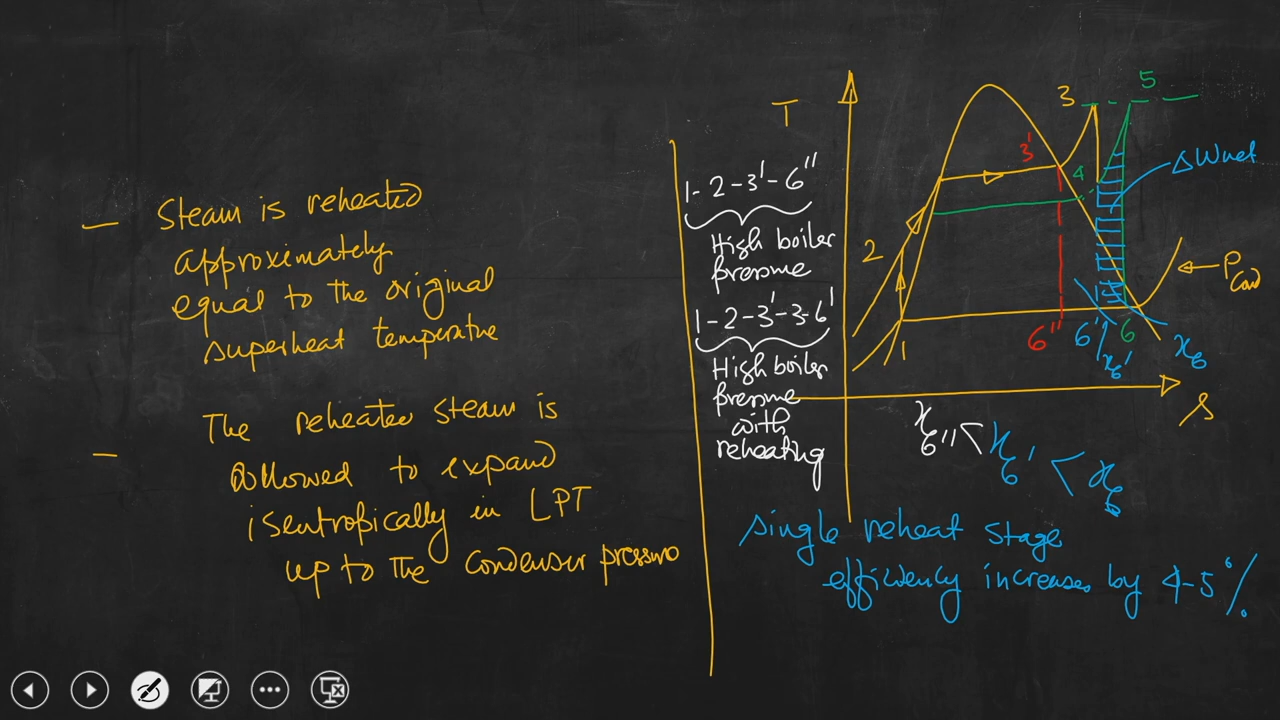 – Steam is reheated
approximately
equal to the original
superheat temperature
– The reheated steam is
allowed to expand
isentropically in LPT
up to the condenser pressure
1-2-3'-6"
High boiler
pressure
1-2-3'-3-6'
High boiler
pressure
with
reheating
T
3
5
3'
4
ΔWnet
2
P Cond
1
6"
6'
6
x6'
x6
s
x6" < x6' < x6
single reheat stage
efficiency increases by 4-5%